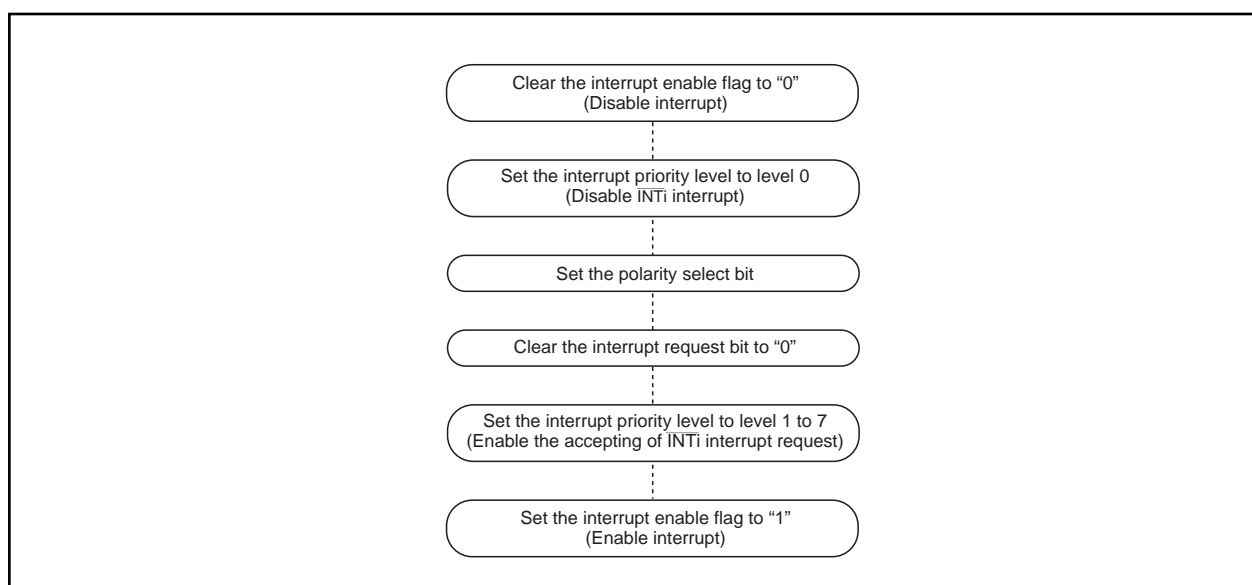 Clear the interrupt enable flag to “0”
(Disable interrupt)
Set the interrupt priority level to level 0
(Disable INTi interrupt)
Set the polarity select bit
Clear the interrupt request bit to “0”
Set the interrupt priority level to level 1 to 7
(Enable the accepting of INTi interrupt request)
Set the interrupt enable flag to “1”
(Enable interrupt)